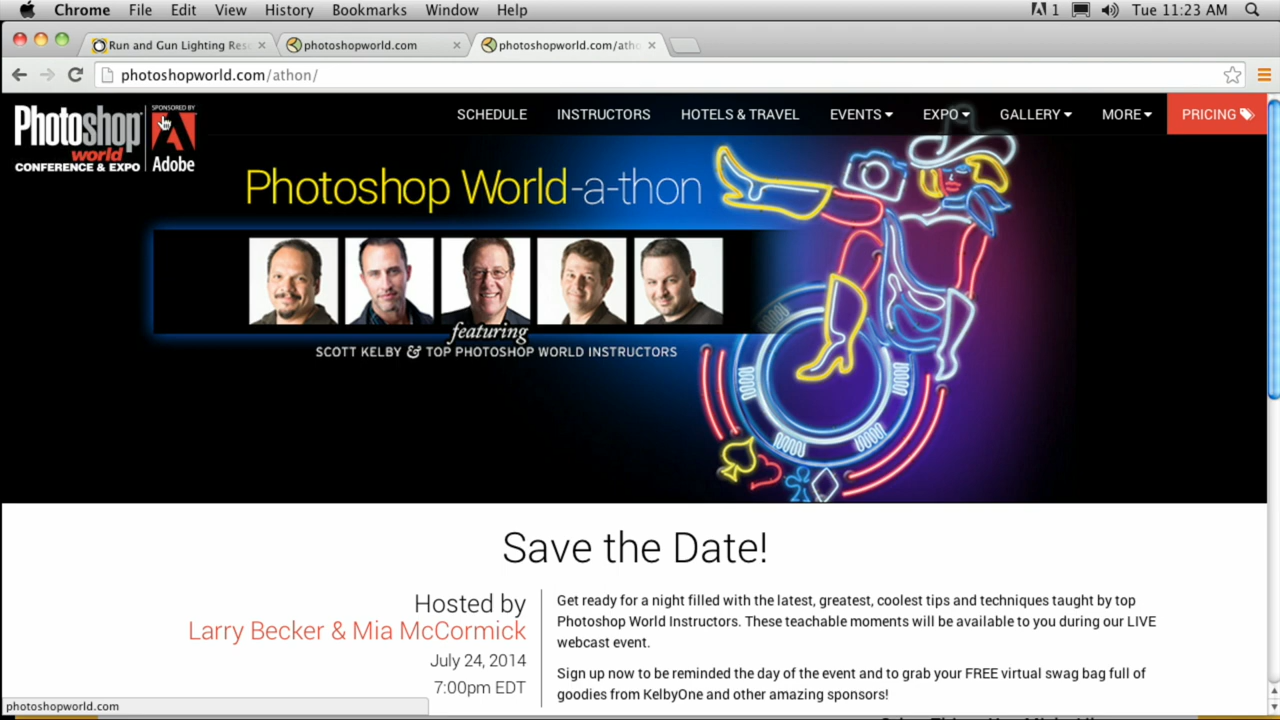 Chrome File Edit View History Bookmarks Window Help 1 Tue 11:23 AM
Run and Gun Lighting photoshopworld.com photoshopworld.com/atho
photoshopworld.com/athon/
Photoshop world CONFERENCE & EXPO
SPONSORED BY Adobe
SCHEDULE INSTRUCTORS HOTELS & TRAVEL EVENTS EXPO GALLERY MORE PRICING
Photoshop World-a-thon
featuring
SCOTT KELBY & TOP PHOTOSHOP WORLD INSTRUCTORS
Save the Date!
Hosted by
Larry Becker & Mia McCormick
July 24, 2014
7:00pm EDT
Get ready for a night filled with the latest, greatest, coolest tips and techniques taught by top
Photoshop World Instructors. These teachable moments will be available to you during our LIVE
webcast event.
Sign up now to be reminded the day of the event and to grab your FREE virtual swag bag full of
goodies from KelbyOne and other amazing sponsors!
photoshopworld.com